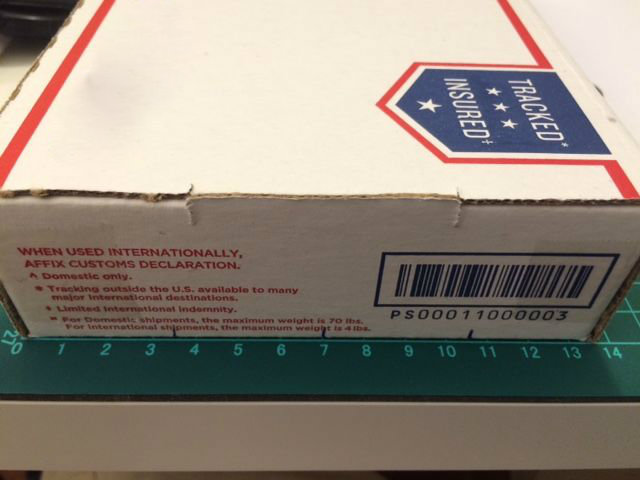 TRACKED*
INSURED‡
WHEN USED INTERNATIONALLY,
AFFIX CUSTOMS DECLARATION.
^ Domestic only.
* Tracking outside the U.S. available to many
major international destinations.
‡ Limited international indemnity.
¤ For Domestic shipments, the maximum weight is 70 lbs.
For international shipments, the maximum weight is 4 lbs.
PS00011000003
0 1 2 3 4 5 6 7 8 9 10 11 12 13 14